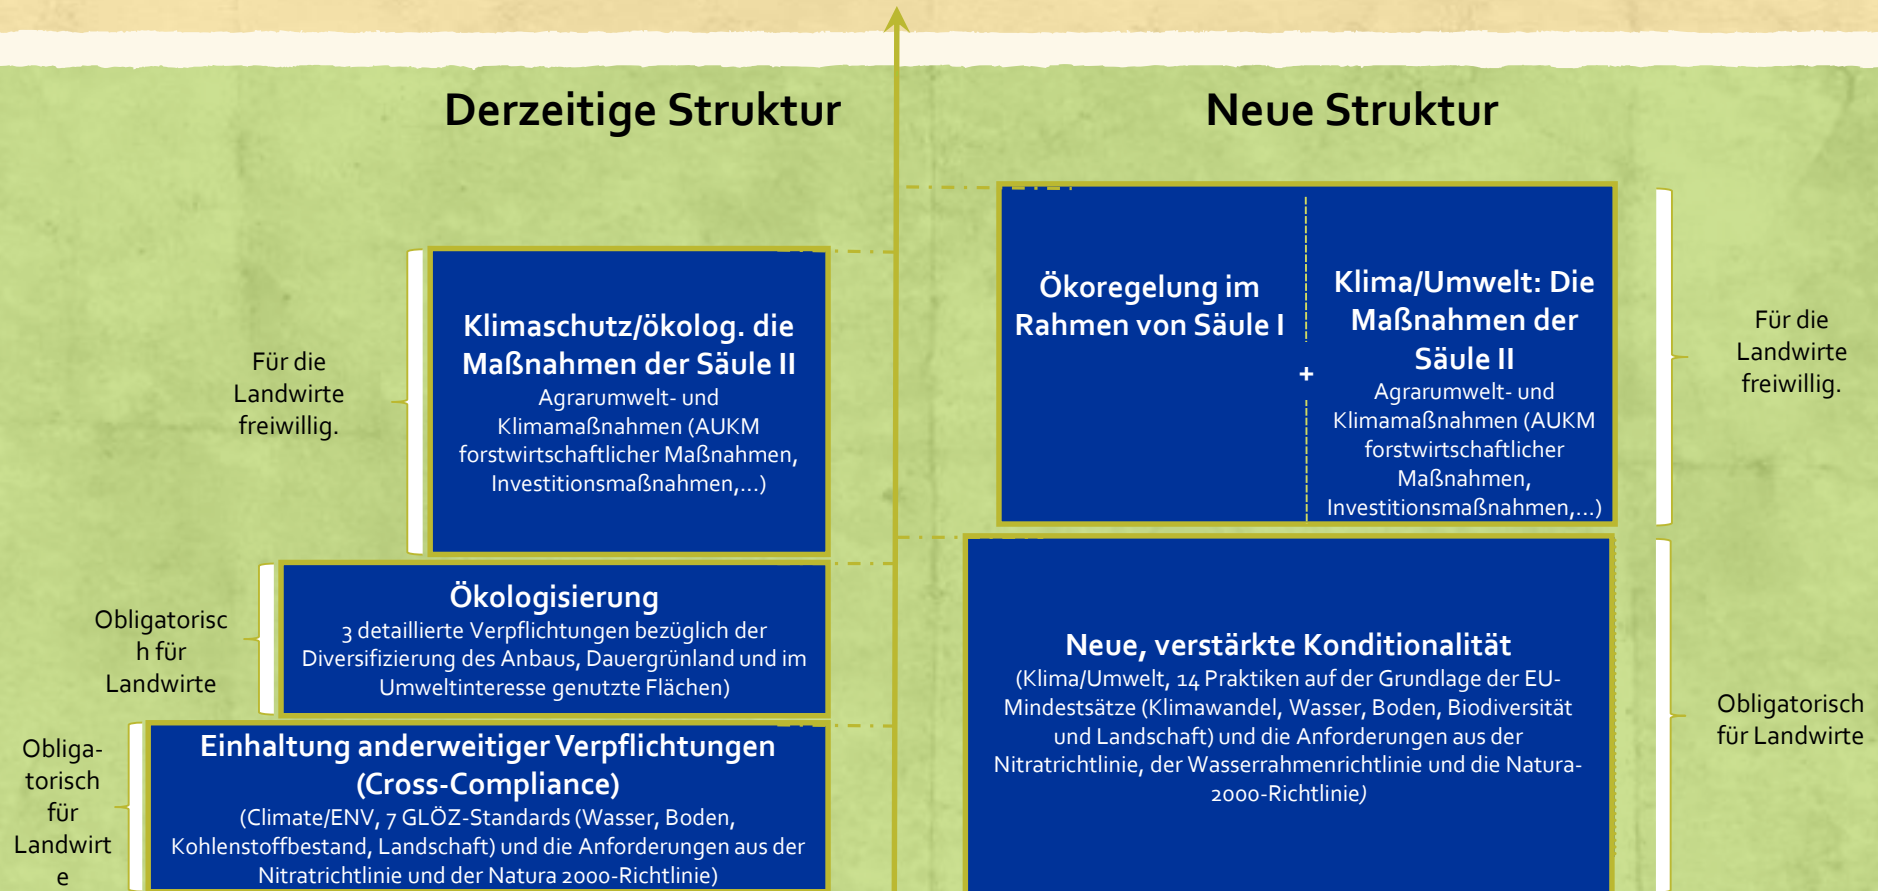 Derzeitige Struktur
Neue Struktur
Für die
Landwirte
freiwillig.
Klimaschutz/ökolog. die
Maßnahmen der Säule II
Agrarumwelt- und
Klimamaßnahmen (AUKM
forstwirtschaftlicher Maßnahmen,
Investitionsmaßnahmen,...)
Obligatorisc
h für
Landwirte
Ökologisierung
3 detaillierte Verpflichtungen bezüglich der
Diversifizierung des Anbaus, Dauergrünland und im
Umweltinteresse genutzte Flächen)
Obliga-
torisch
für
Landwirt
e
Einhaltung anderweitiger Verpflichtungen
(Cross-Compliance)
(Climate/ENV, 7 GLÖZ-Standards (Wasser, Boden,
Kohlenstoffbestand, Landschaft) und die Anforderungen aus der
Nitratrichtlinie und der Natura 2000-Richtlinie)
Ökoregelung im
Rahmen von Säule I
+
Klima/Umwelt: Die
Maßnahmen der
Säule II
Agrarumwelt- und
Klimamaßnahmen (AUKM
forstwirtschaftlicher
Maßnahmen,
Investitionsmaßnahmen,...)
Für die
Landwirte
freiwillig.
Neue, verstärkte Konditionalität
(Klima/Umwelt, 14 Praktiken auf der Grundlage der EU-
Mindestsätze (Klimawandel, Wasser, Boden, Biodiversität
und Landschaft) und die Anforderungen aus der
Nitratrichtlinie, der Wasserrahmenrichtlinie und die Natura-
2000-Richtlinie)
Obligatorisch
für Landwirte